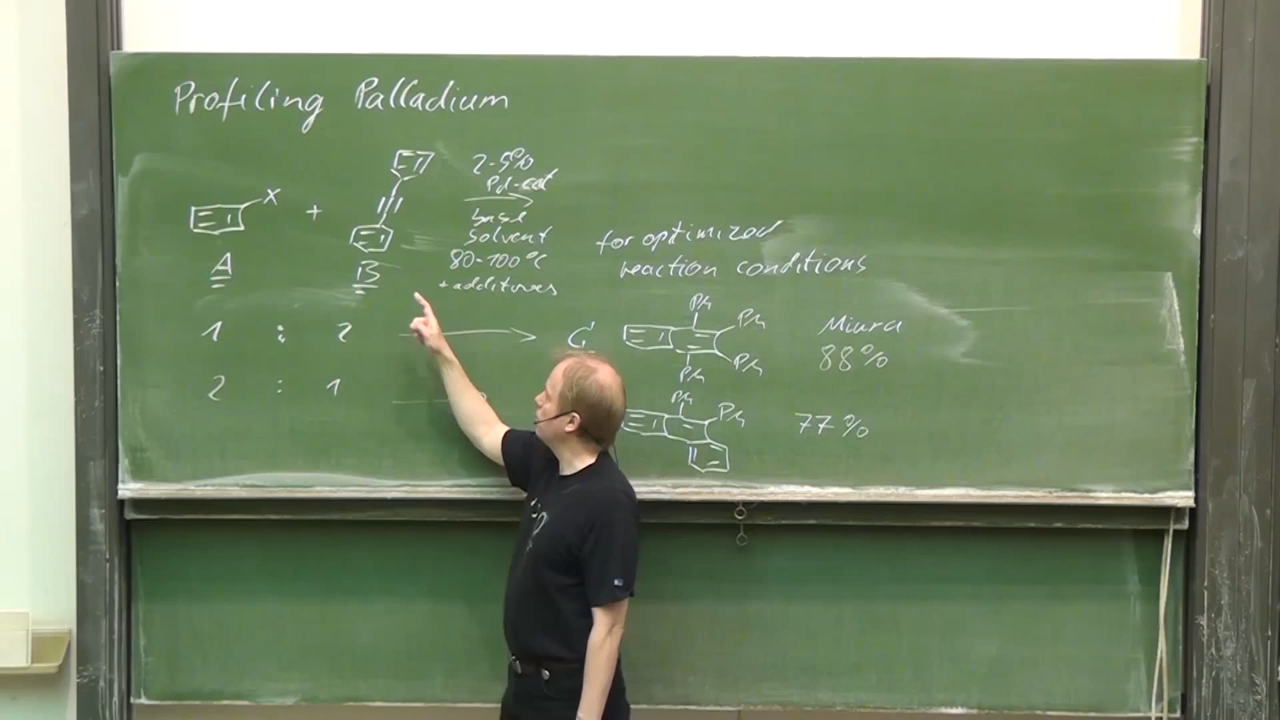 Profiling Palladium
X
+
2-5%
Pd-cat
base
solvent
80-100°C
+ additives
A
B
for optimized
reaction conditions
1 : 2
C
Ph
Ph
Ph
Ph
Miura
88%
2 : 1
Ph
Ph
77%